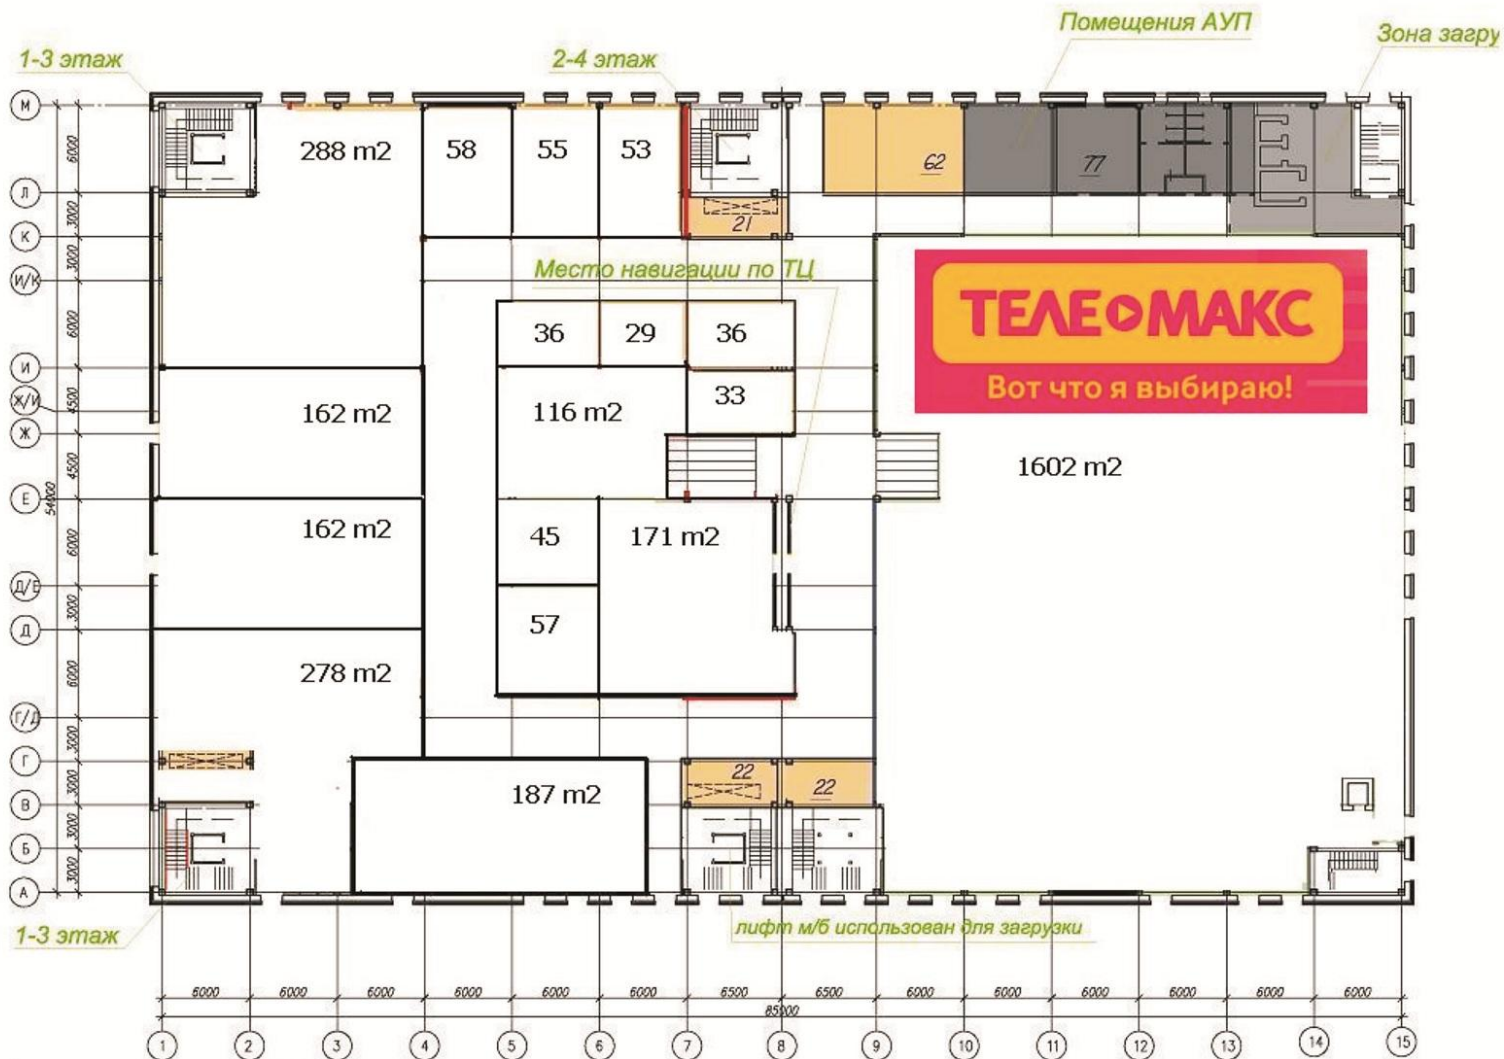 Помещения АУП
Зона загру
1-3 этаж
2-4 этаж
М
Л
К
И/К
И
Ж/И
Ж
Е
Д/Е
Д
Г/Д
Г
В
Б
А
6000
3000
3000
6000
4500
4500
6000
3000
6000
3000
3000
3000
3000
54000
288 m2
58
55
53
62
77
21
Место навигации по ТЦ
ТЕЛЕМАКС
Вот что я выбираю!
36
29
36
33
162 m2
116 m2
1602 m2
162 m2
45
171 m2
57
278 m2
22
22
187 m2
1-3 этаж
лифт м/б использован для загрузки
6000 6000 6000 6000 6000 6000 6500 6500 6000 6000 6000 6000 6000 6000
85000
1 2 3 4 5 6 7 8 9 10 11 12 13 14 15